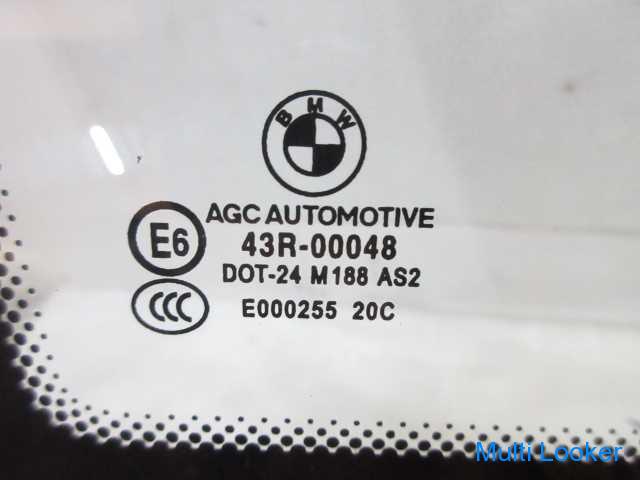 BMW
AGC AUTOMOTIVE
E6 43R-00048
DOT-24 M188 AS2
CCC E000255 20C
Multi Looker